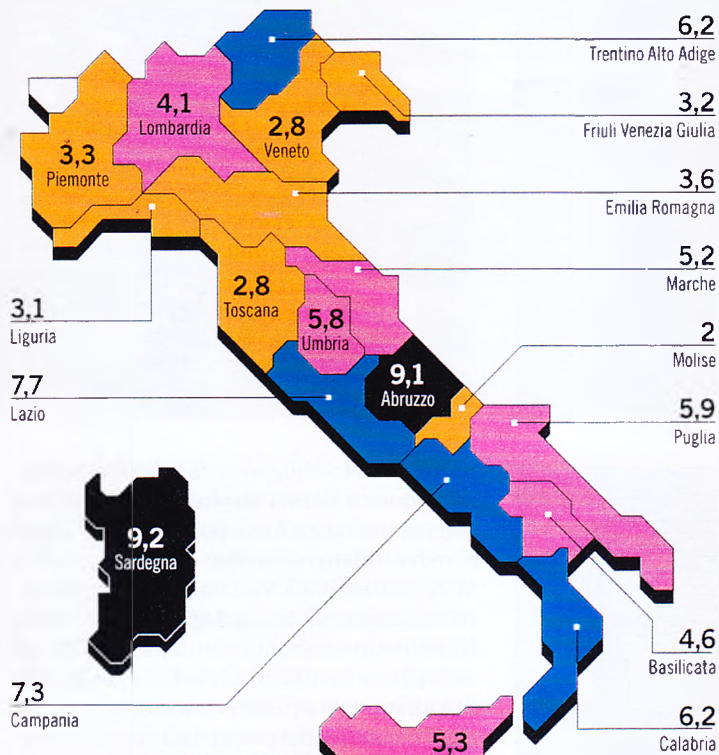 6,2
Trentino Alto Adige
4,1
Lombardia
3,2
Friuli Venezia Giulia
2,8
Veneto
3,3
Piemonte
3,6
Emilia Romagna
5,2
Marche
2,8
Toscana
3,1
Liguria
5,8
Umbria
2
Molise
9,1
Abruzzo
7,7
Lazio
5,9
Puglia
9,2
Sardegna
4,6
Basilicata
7,3
Campania
6,2
Calabria
5,3